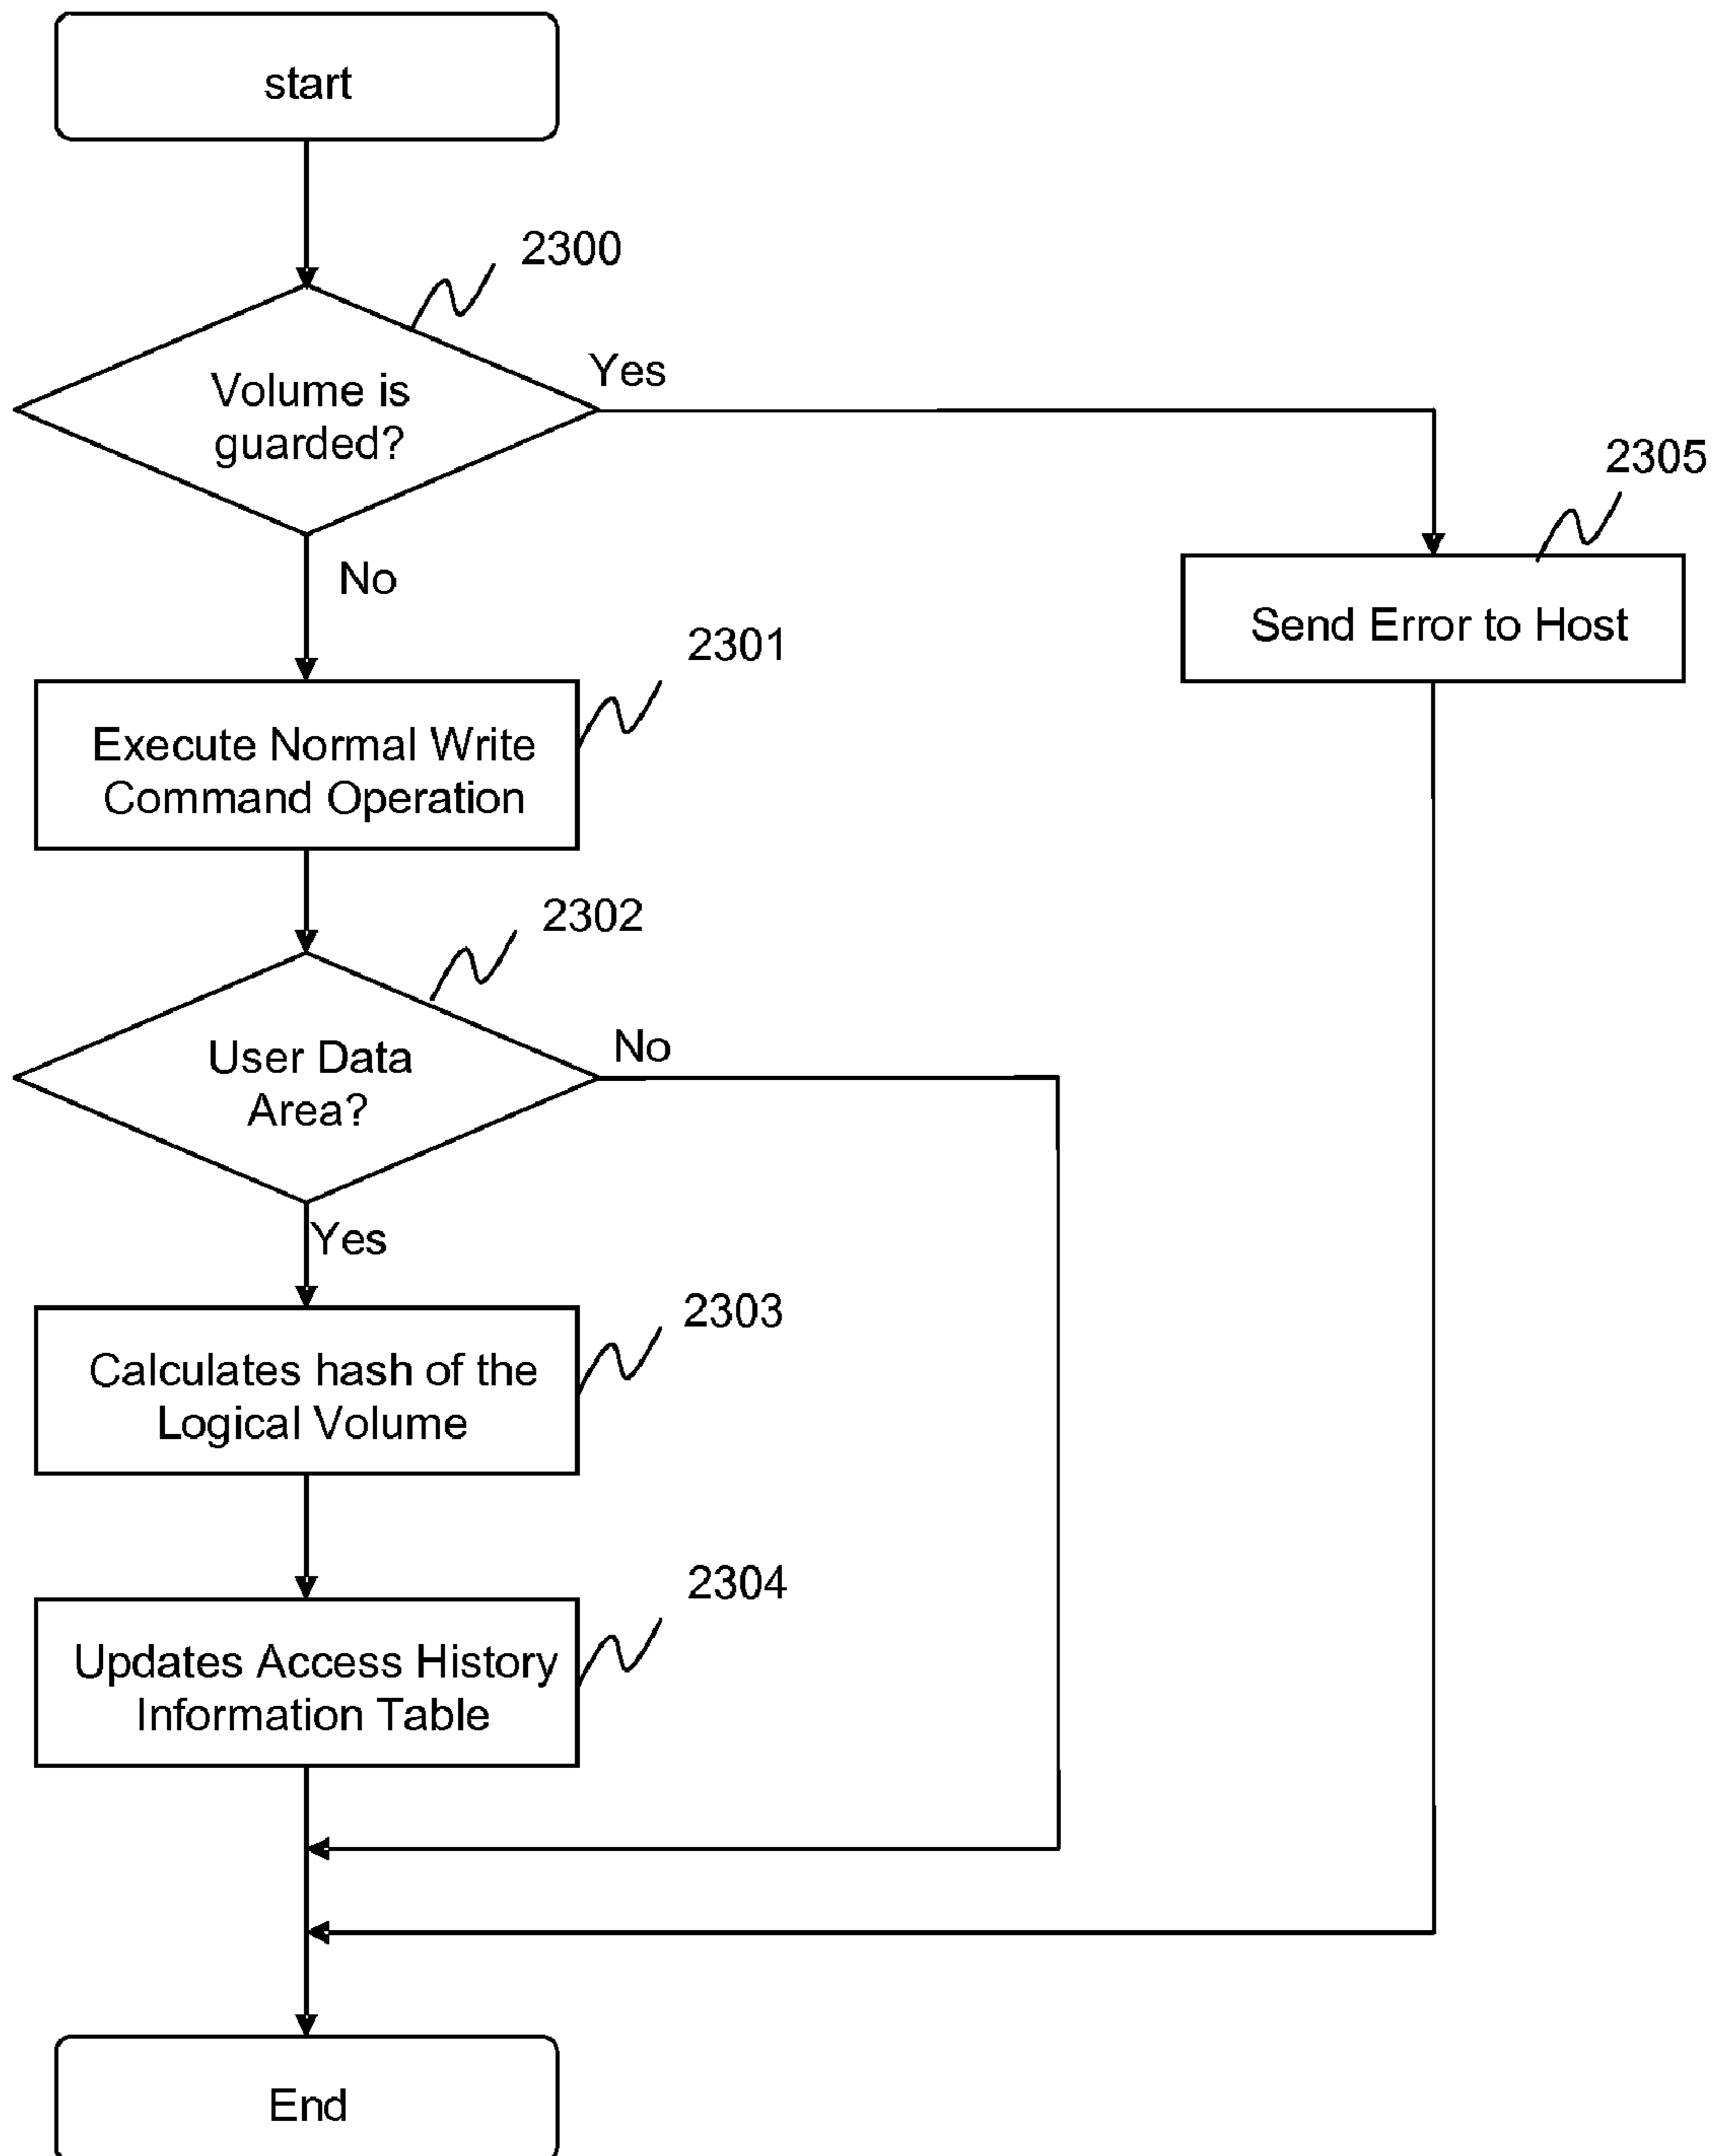 start
2300
Volume is
guarded?
Yes
No
2305
Send Error to Host
2301
Execute Normal Write
Command Operation
2302
User Data
Area?
No
Yes
2303
Calculates hash of the
Logical Volume
2304
Updates Access History
Information Table
End